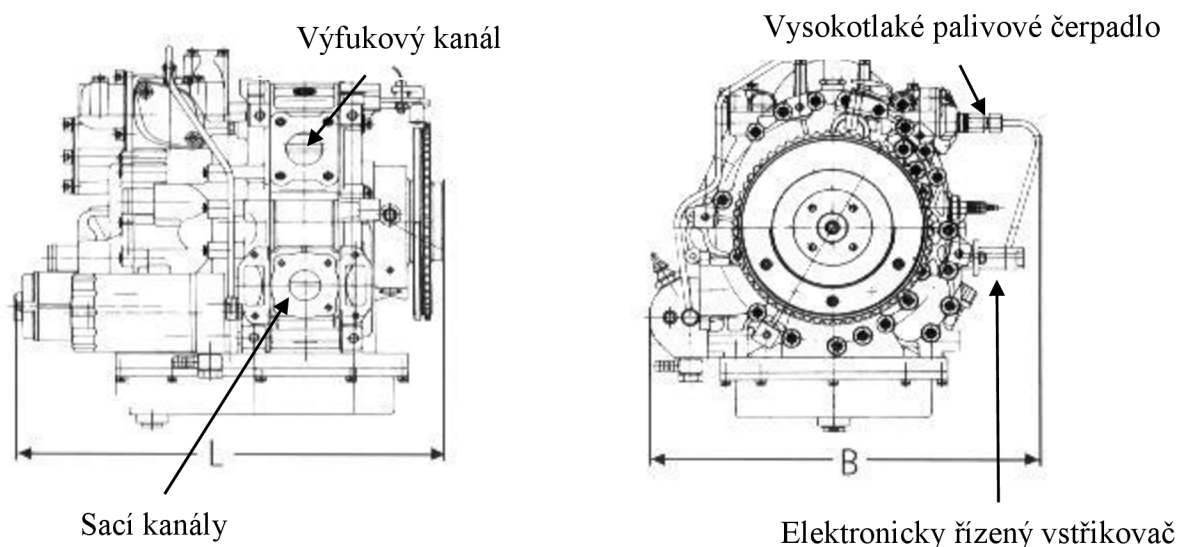 Výfukový kanál
Vysokotlaké palivové čerpadlo
L
B
Sací kanály
Elektronicky řízený vstřikovač